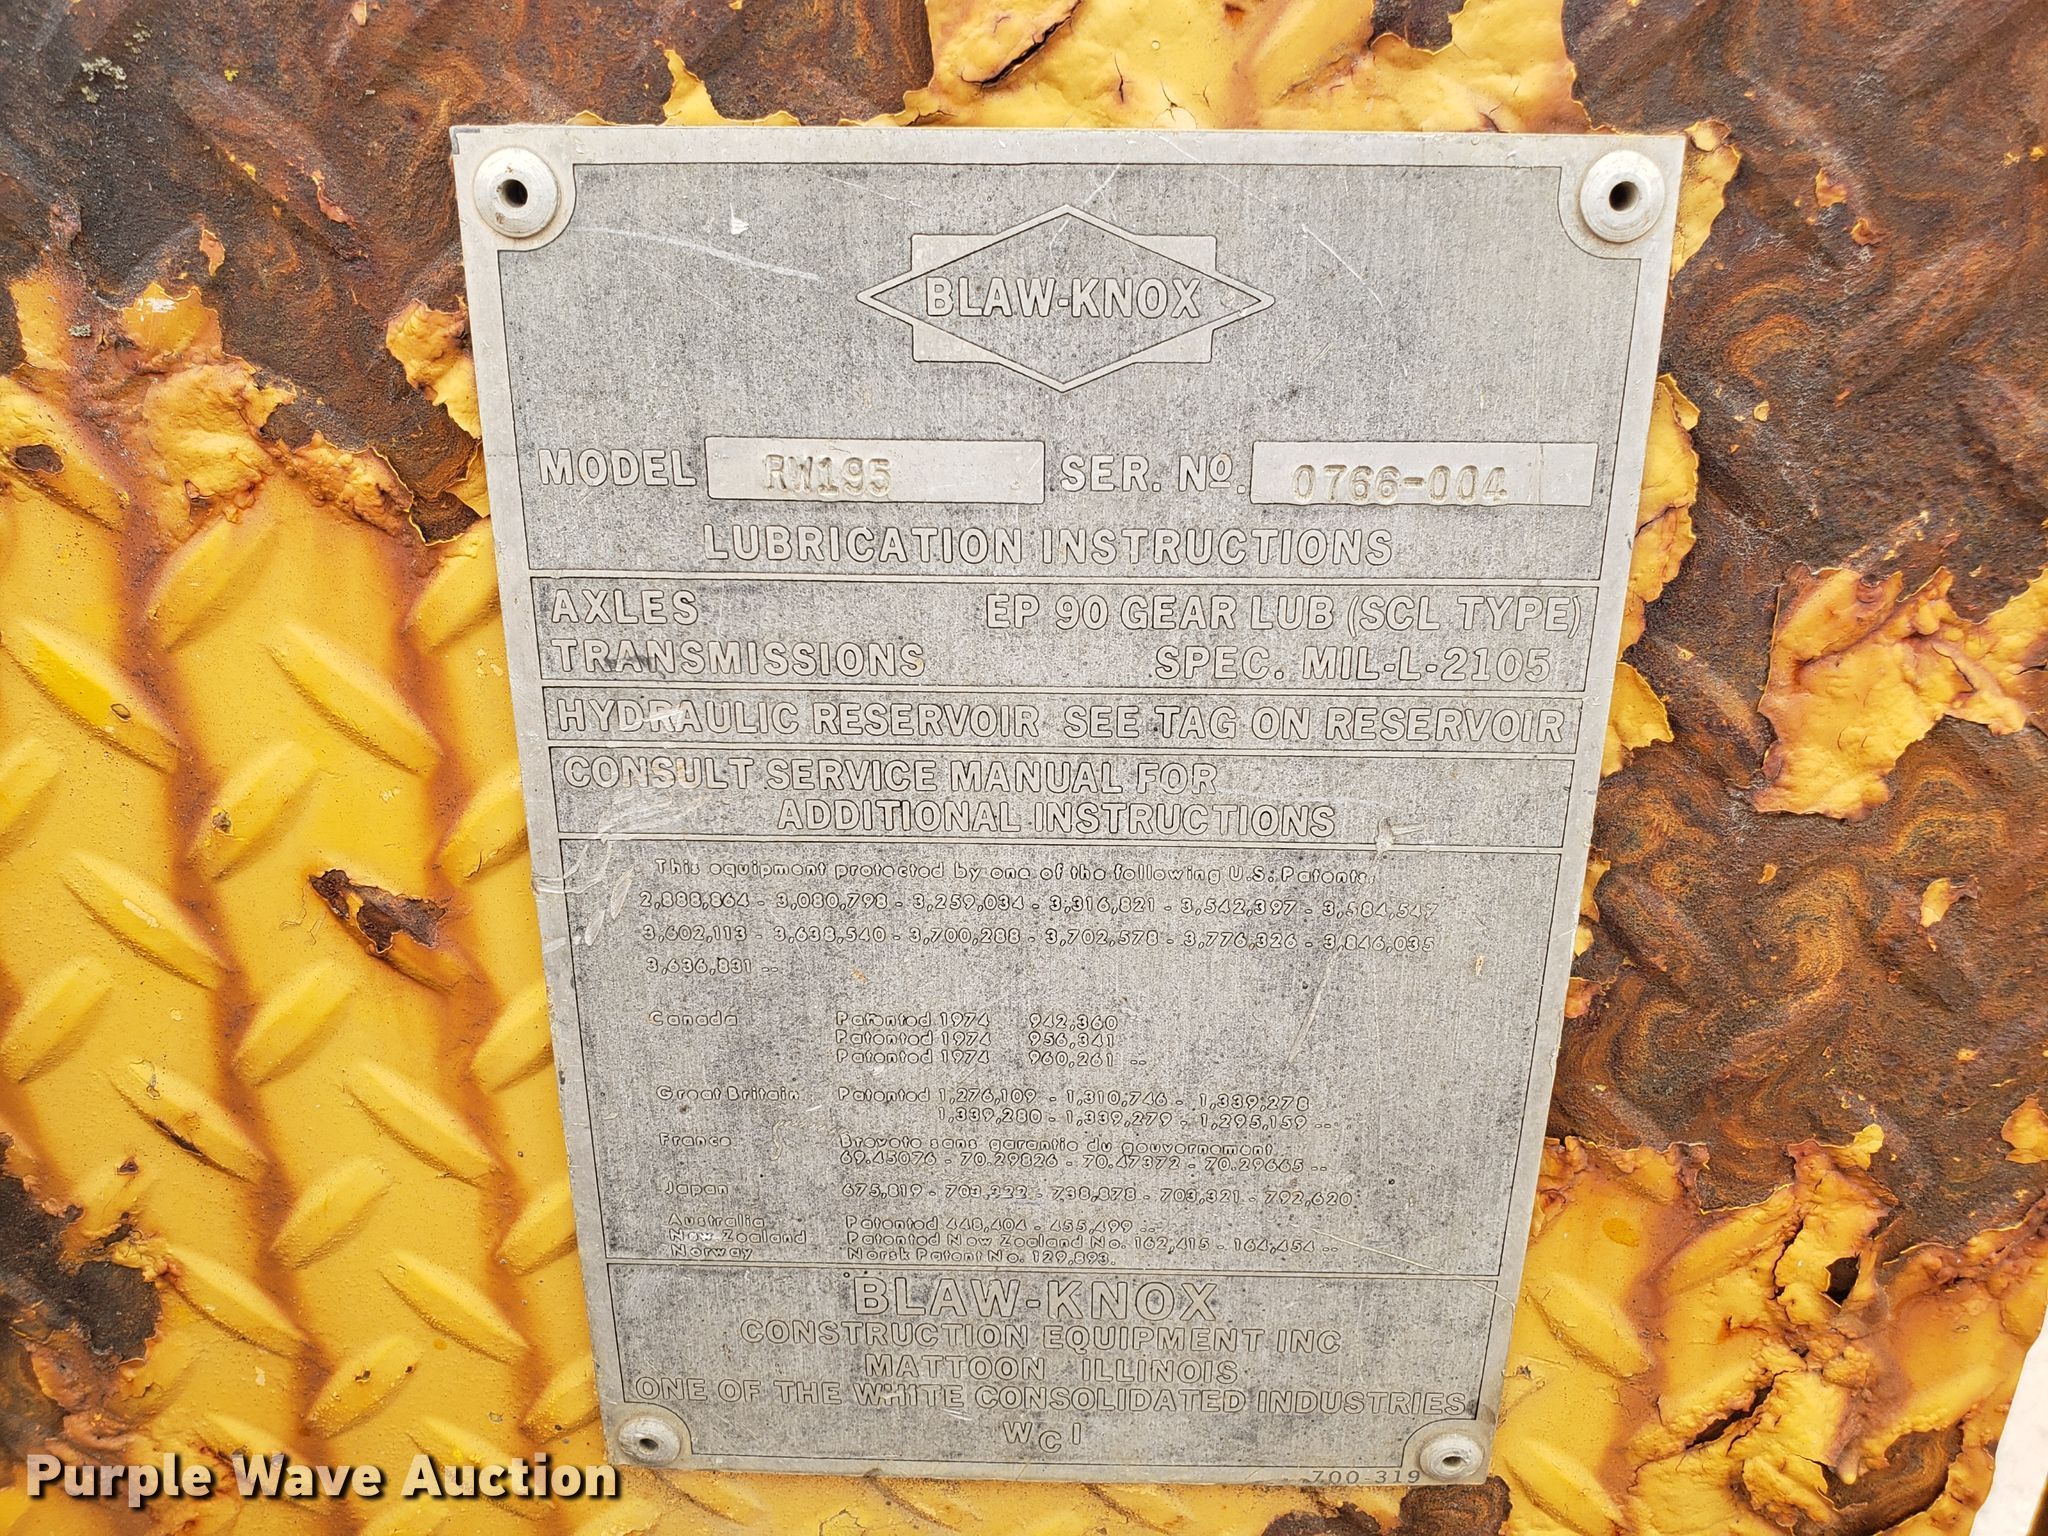 BLAW-KNOX
MODEL RW195 SER. NO. 0766-004
LUBRICATION INSTRUCTIONS
AXLES EP 90 GEAR LUB (SCL TYPE)
TRANSMISSIONS SPEC. MIL-L-2105
HYDRAULIC RESERVOIR SEE TAG ON RESERVOIR
CONSULT SERVICE MANUAL FOR
ADDITIONAL INSTRUCTIONS
This equipment protected by one of the following U.S. Patents,
2,888,864 - 3,080,798 - 3,259,034 - 3,316,821 - 3,542,397 - 3,584,547
3,602,113 - 3,638,540 - 3,700,288 - 3,702,578 - 3,776,326 - 3,846,035
3,636,831 --
Canada Patented 1974 942,360
Patented 1974 956,341
Patented 1974 960,261 --
Great Britain Patented 1,276,109 - 1,310,746 - 1,339,278
1,339,280 - 1,339,279 - 1,295,159 --
France Brevete sans garantie du gouvernement
69.45076 - 70.29826 - 70.47372 - 70.29665 --
Japan 675,819 - 703,322 - 738,878 - 703,321 - 792,620
Australia Patented 448,404 - 455,499 --
New Zealand Patented New Zealand No. 162,415 - 164,454 --
Norway Norsk Patent No. 129,893.
BLAW-KNOX
CONSTRUCTION EQUIPMENT INC
MATTOON ILLINOIS
ONE OF THE WHITE CONSOLIDATED INDUSTRIES
WCI
700 319
Purple Wave Auction